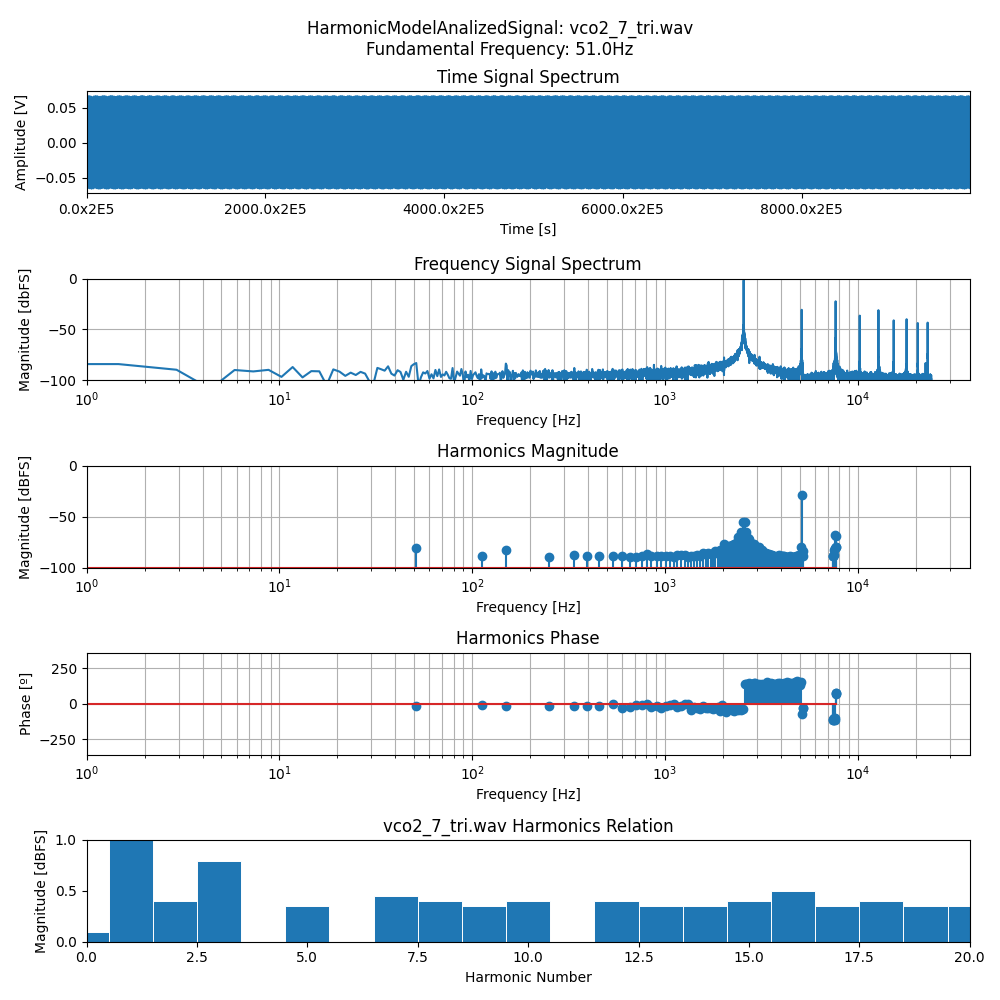 HarmonicModelAnalizedSignal: vco2_7_tri.wav
Fundamental Frequency: 51.0Hz
Time Signal Spectrum
Amplitude [V]
0.05
0.00
−0.05
0.0x2E5 2000.0x2E5 4000.0x2E5 6000.0x2E5 8000.0x2E5
Time [s]
Frequency Signal Spectrum
Magnitude [dbFS]
0
−50
−100
10^0 10^1 10^2 10^3 10^4
Frequency [Hz]
Harmonics Magnitude
Magnitude [dBFS]
0
−50
−100
10^0 10^1 10^2 10^3 10^4
Frequency [Hz]
Harmonics Phase
Phase [º]
250
0
−250
10^0 10^1 10^2 10^3 10^4
Frequency [Hz]
vco2_7_tri.wav Harmonics Relation
Magnitude [dBFS]
1.0
0.5
0.0
0.0 2.5 5.0 7.5 10.0 12.5 15.0 17.5 20.0
Harmonic Number